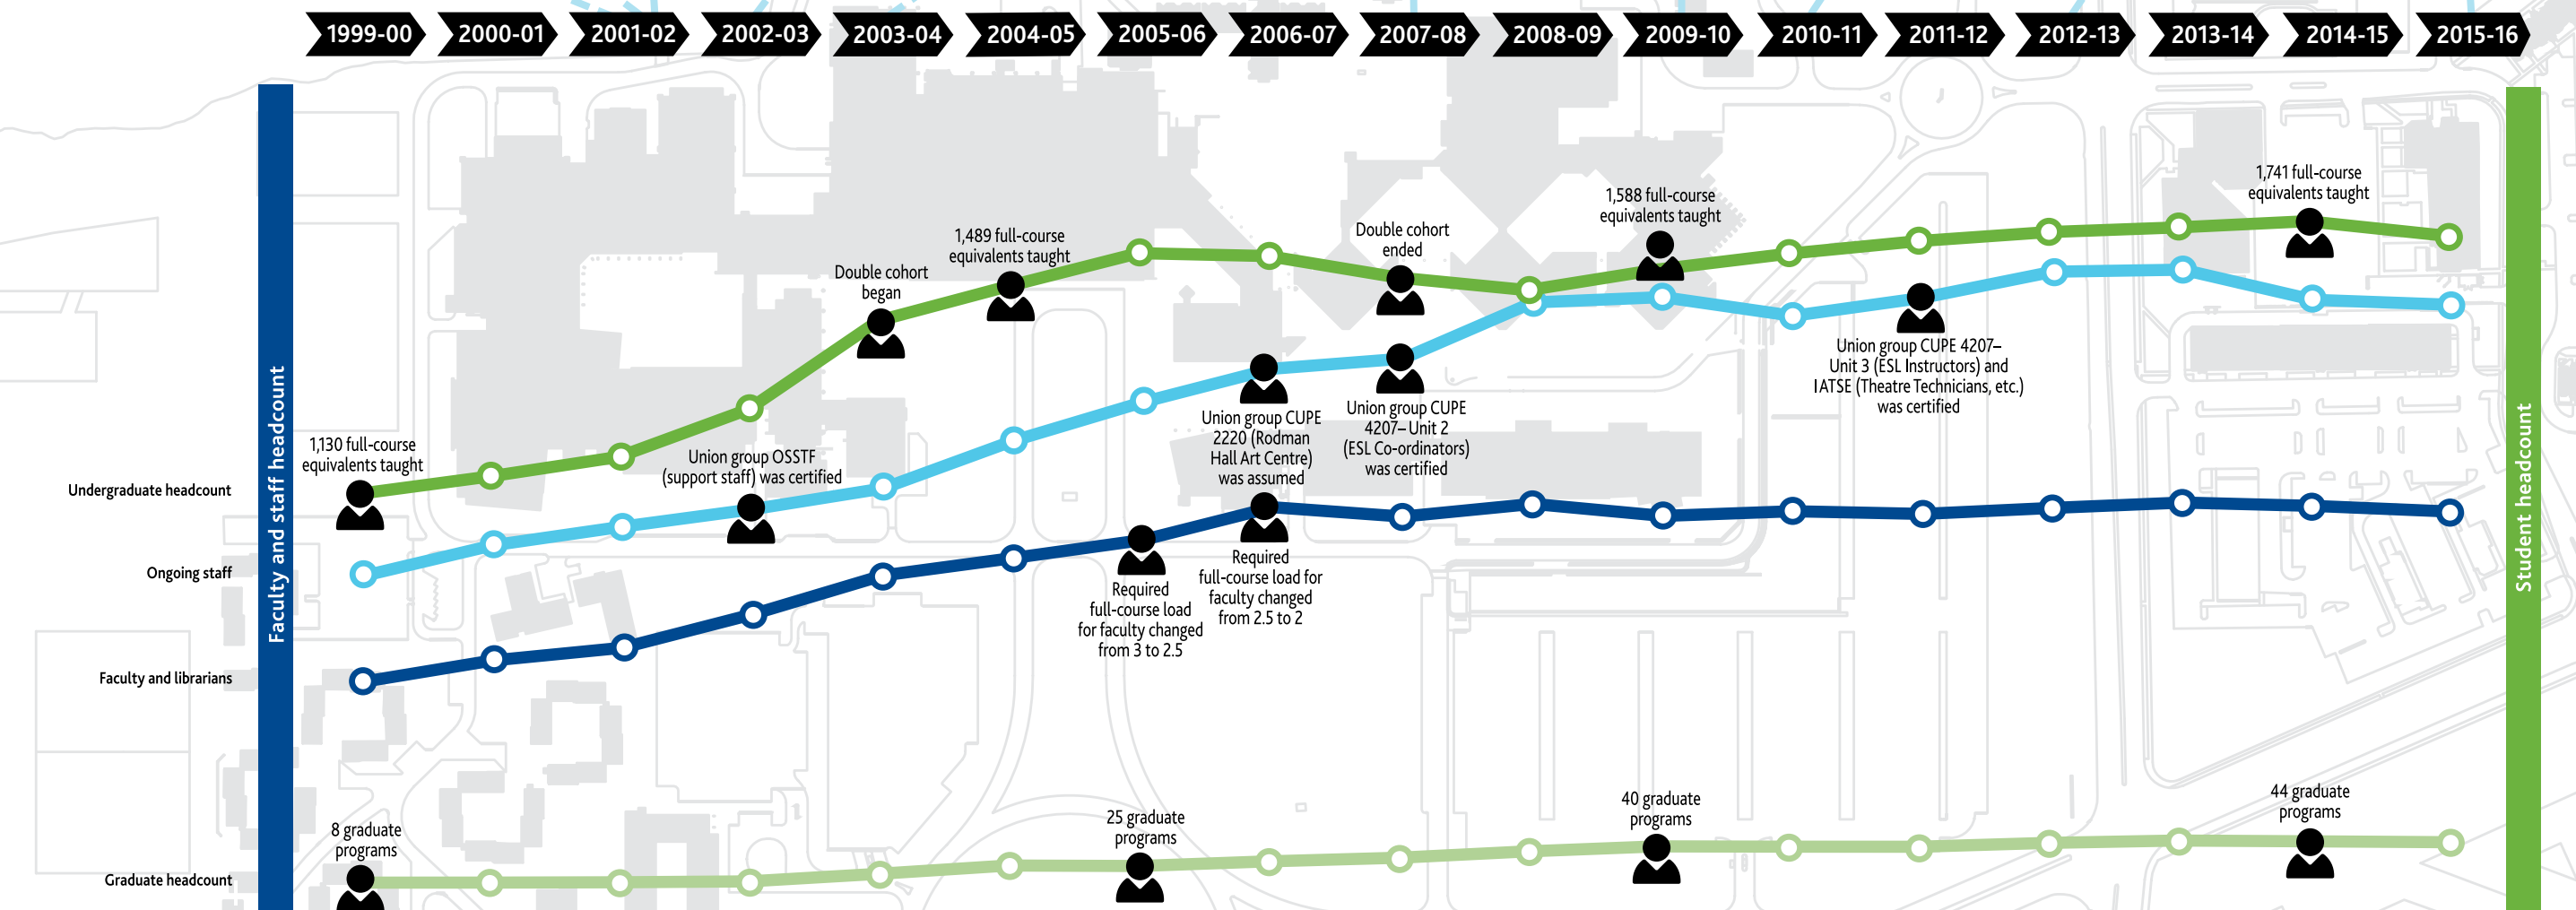 1999-00
2000-01
2001-02
2002-03
2003-04
2004-05
2005-06
2006-07
2007-08
2008-09
2009-10
2010-11
2011-12
2012-13
2013-14
2014-15
2015-16
Faculty and staff headcount
Student headcount
Undergraduate headcount
Ongoing staff
Faculty and librarians
Graduate headcount
1,130 full-course
equivalents taught
Double cohort
began
1,489 full-course
equivalents taught
Double cohort
ended
1,588 full-course
equivalents taught
1,741 full-course
equivalents taught
Union group OSSTF
(support staff) was certified
Union group CUPE
2220 (Rodman
Hall Art Centre)
was assumed
Union group CUPE
4207–Unit 2
(ESL Co-ordinators)
was certified
Union group CUPE 4207–
Unit 3 (ESL Instructors) and
IATSE (Theatre Technicians, etc.)
was certified
Required
full-course load
for faculty changed
from 3 to 2.5
Required
full-course load for
faculty changed
from 2.5 to 2
8 graduate
programs
25 graduate
programs
40 graduate
programs
44 graduate
programs